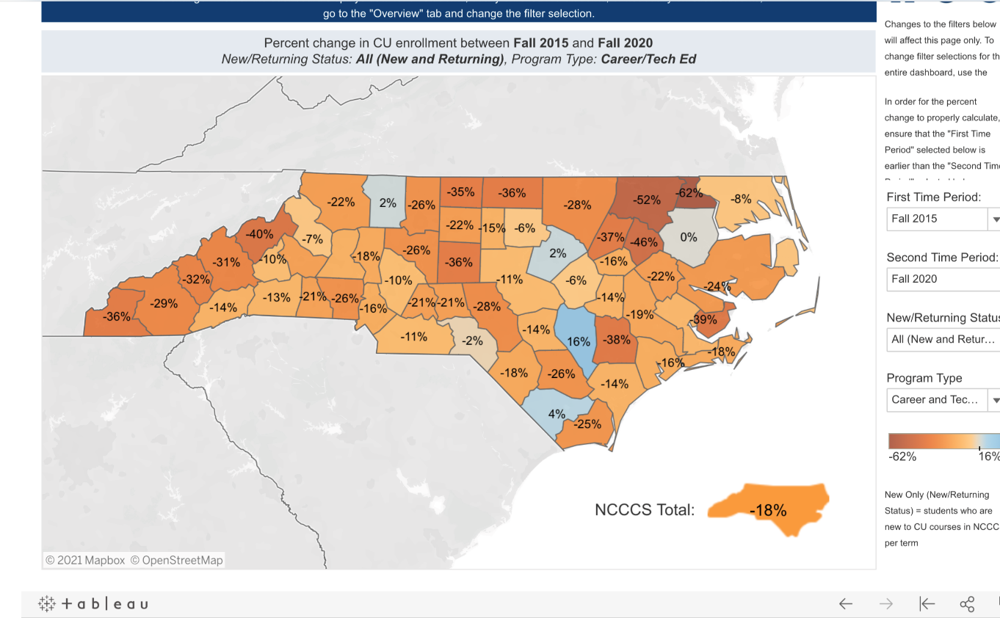 go to the "Overview" tab and change the filter selection.
Percent change in CU enrollment between Fall 2015 and Fall 2020
New/Returning Status: All (New and Returning), Program Type: Career/Tech Ed
-22%
2%
-26%
-35%
-36%
-28%
-52%
-62%
-8%
-40%
-7%
-22%
-15%
-6%
-37%
-46%
0%
-31%
-10%
-18%
-26%
-36%
2%
-16%
-32%
-10%
-11%
-6%
-22%
-24%
-36%
-29%
-14%
-13%
-21%
-26%
-16%
-21%
-21%
-28%
-14%
-19%
-39%
-11%
-2%
-14%
16%
-38%
-16%
-18%
-18%
-26%
-14%
4%
-25%
NCCCS Total:
-18%
© 2021 Mapbox © OpenStreetMap
Changes to the filters below
will affect this page only. To
change filter selections for th
entire dashboard, use the
In order for the percent
change to properly calculate,
ensure that the "First Time
Period" selected below is
earlier than the "Second Time
First Time Period:
Fall 2015
Second Time Period:
Fall 2020
New/Returning Status
All (New and Retur...
Program Type
Career and Tec...
-62%
16%
New Only (New/Returning
Status) = students who are
new to CU courses in NCCCS
per term
+ableau